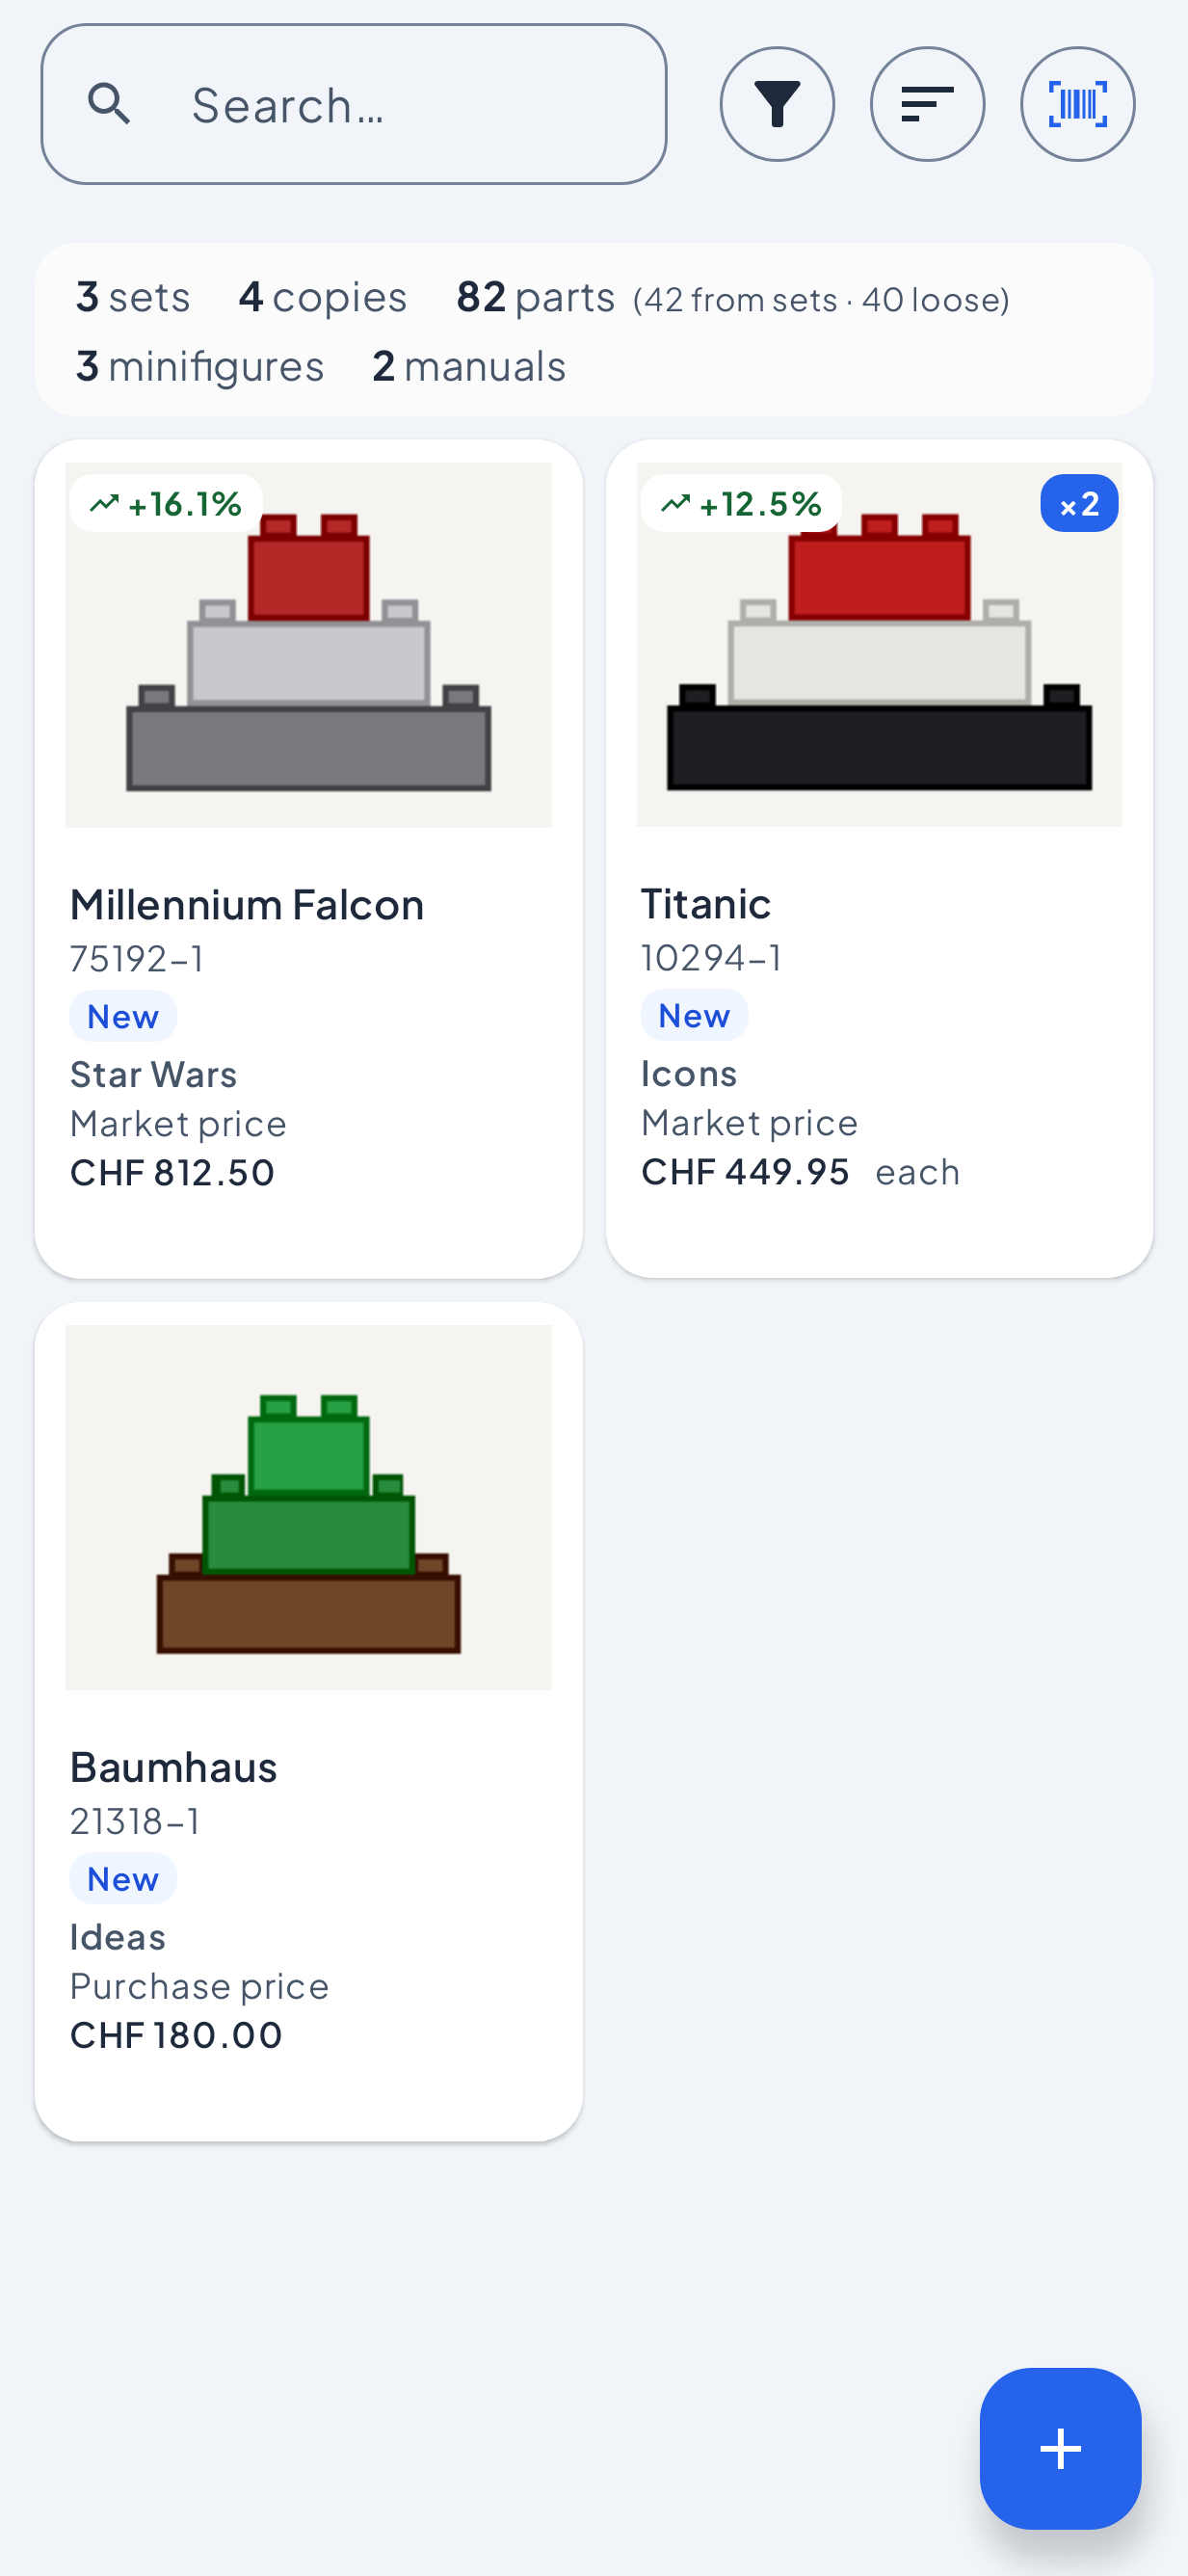 Search…
3 sets 4 copies 82 parts (42 from sets · 40 loose)
3 minifigures 2 manuals
+16.1%
Millennium Falcon
75192-1
New
Star Wars
Market price
CHF 812.50
+12.5%
×2
Titanic
10294-1
New
Icons
Market price
CHF 449.95 each
Baumhaus
21318-1
New
Ideas
Purchase price
CHF 180.00